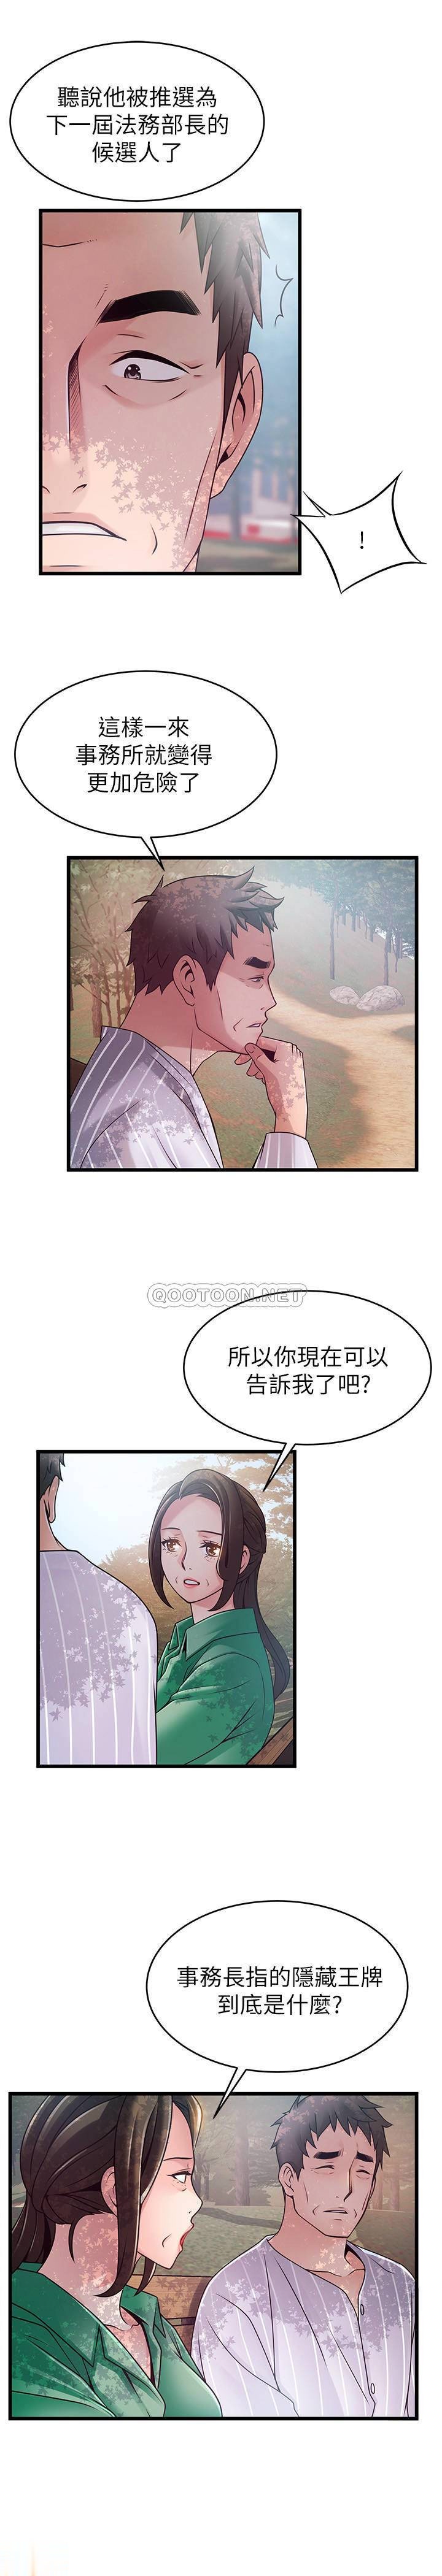 聽說他被推選為
下一屆法務部長的
候選人了
!
這樣一來
事務所就變得
更加危險了
QOOTOON.NET
所以你現在可以
告訴我了吧?
事務長指的隱藏王牌
到底是什麼?